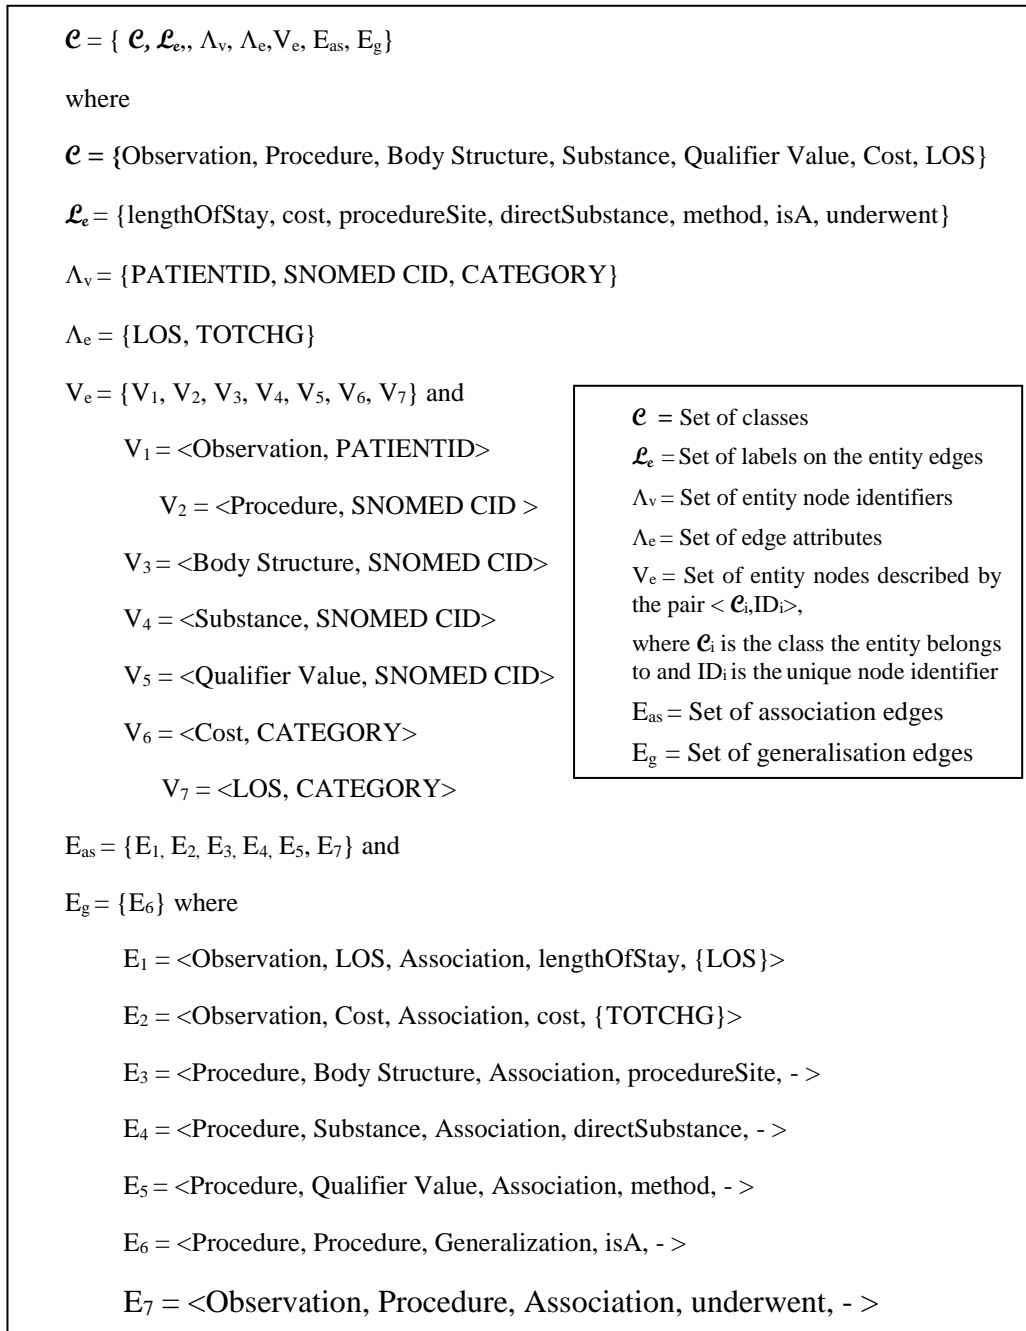 𝓒 = { 𝓒, 𝓛ₑ,, Λᵥ, Λₑ,Vₑ, Eₐₛ, E_g}
where
𝓒 = {Observation, Procedure, Body Structure, Substance, Qualifier Value, Cost, LOS}
𝓛ₑ = {lengthOfStay, cost, procedureSite, directSubstance, method, isA, underwent}
Λᵥ = {PATIENTID, SNOMED CID, CATEGORY}
Λₑ = {LOS, TOTCHG}
Vₑ = {V₁, V₂, V₃, V₄, V₅, V₆, V₇} and
V₁ = <Observation, PATIENTID>
V₂ = <Procedure, SNOMED CID >
V₃ = <Body Structure, SNOMED CID>
V₄ = <Substance, SNOMED CID>
V₅ = <Qualifier Value, SNOMED CID>
V₆ = <Cost, CATEGORY>
V₇ = <LOS, CATEGORY>
𝓒 = Set of classes
𝓛ₑ = Set of labels on the entity edges
Λᵥ = Set of entity node identifiers
Λₑ = Set of edge attributes
Vₑ = Set of entity nodes described by
the pair < 𝓒ᵢ,IDᵢ>,
where 𝓒ᵢ is the class the entity belongs
to and IDᵢ is the unique node identifier
Eₐₛ = Set of association edges
E_g = Set of generalisation edges
Eₐₛ = {E₁, E₂, E₃, E₄, E₅, E₇} and
E_g = {E₆} where
E₁ = <Observation, LOS, Association, lengthOfStay, {LOS}>
E₂ = <Observation, Cost, Association, cost, {TOTCHG}>
E₃ = <Procedure, Body Structure, Association, procedureSite, - >
E₄ = <Procedure, Substance, Association, directSubstance, - >
E₅ = <Procedure, Qualifier Value, Association, method, - >
E₆ = <Procedure, Procedure, Generalization, isA, - >
E₇ = <Observation, Procedure, Association, underwent, - >